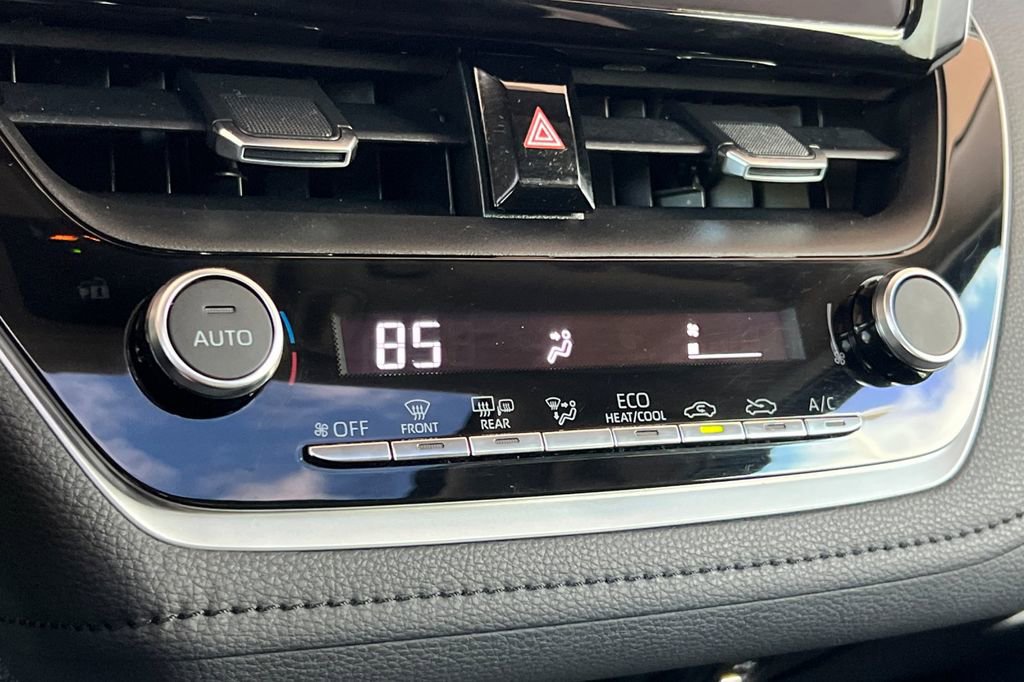 AUTO
85
OFF
FRONT
REAR
ECO
HEAT/COOL
A/C